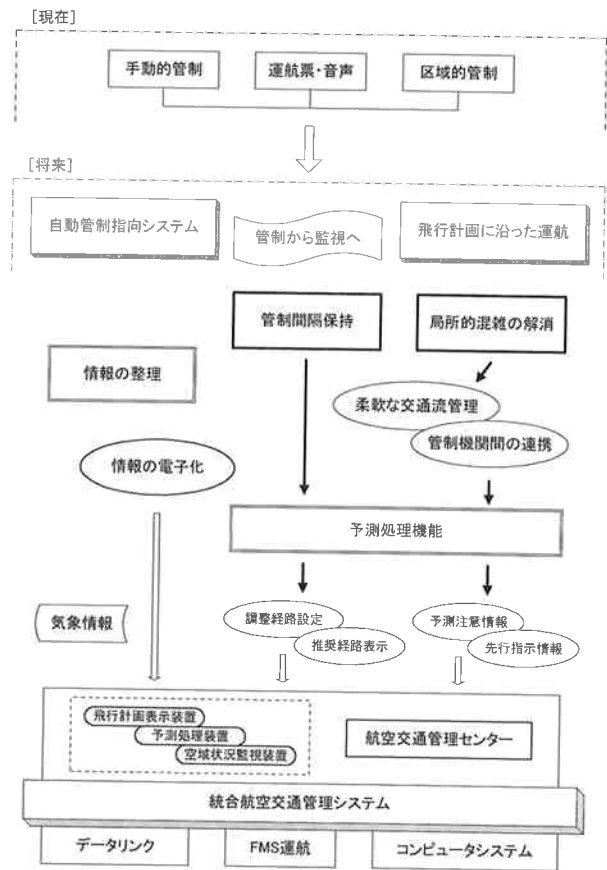 [現在]
手動的管制
運航票・音声
区域的管制
[将来]
自動管制指向システム
管制から監視へ
飛行計画に沿った運航
管制間隔保持
局所的混雑の解消
情報の整理
柔軟な交通流管理
管制機関間の連携
情報の電子化
予測処理機能
気象情報
調整経路設定
推奨経路表示
予測注意情報
先行指示情報
飛行計画表示装置
予測処理装置
空域状況監視装置
航空交通管理センター
統合航空交通管理システム
データリンク
FMS運航
コンピュータシステム